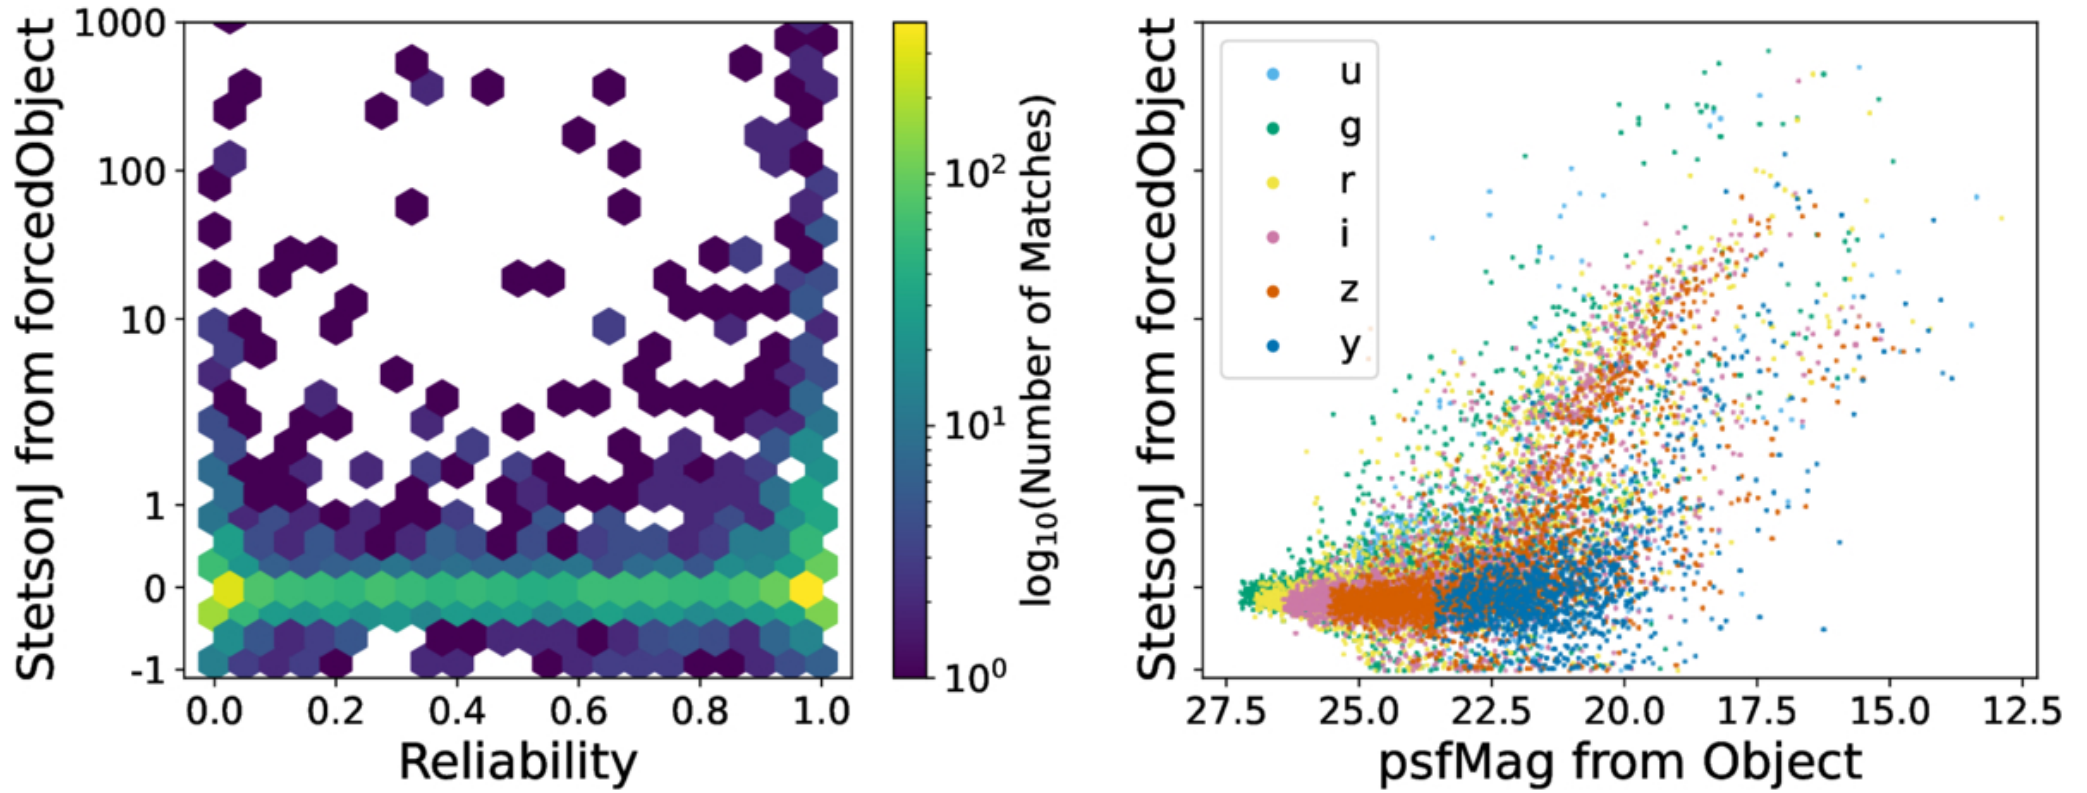 StetsonJ from forcedObject
1000
100
10
1
0
-1
0.0 0.2 0.4 0.6 0.8 1.0
Reliability
10²
10¹
10⁰
log₁₀(Number of Matches)
StetsonJ from forcedObject
u
g
r
i
z
y
27.5 25.0 22.5 20.0 17.5 15.0 12.5
psfMag from Object